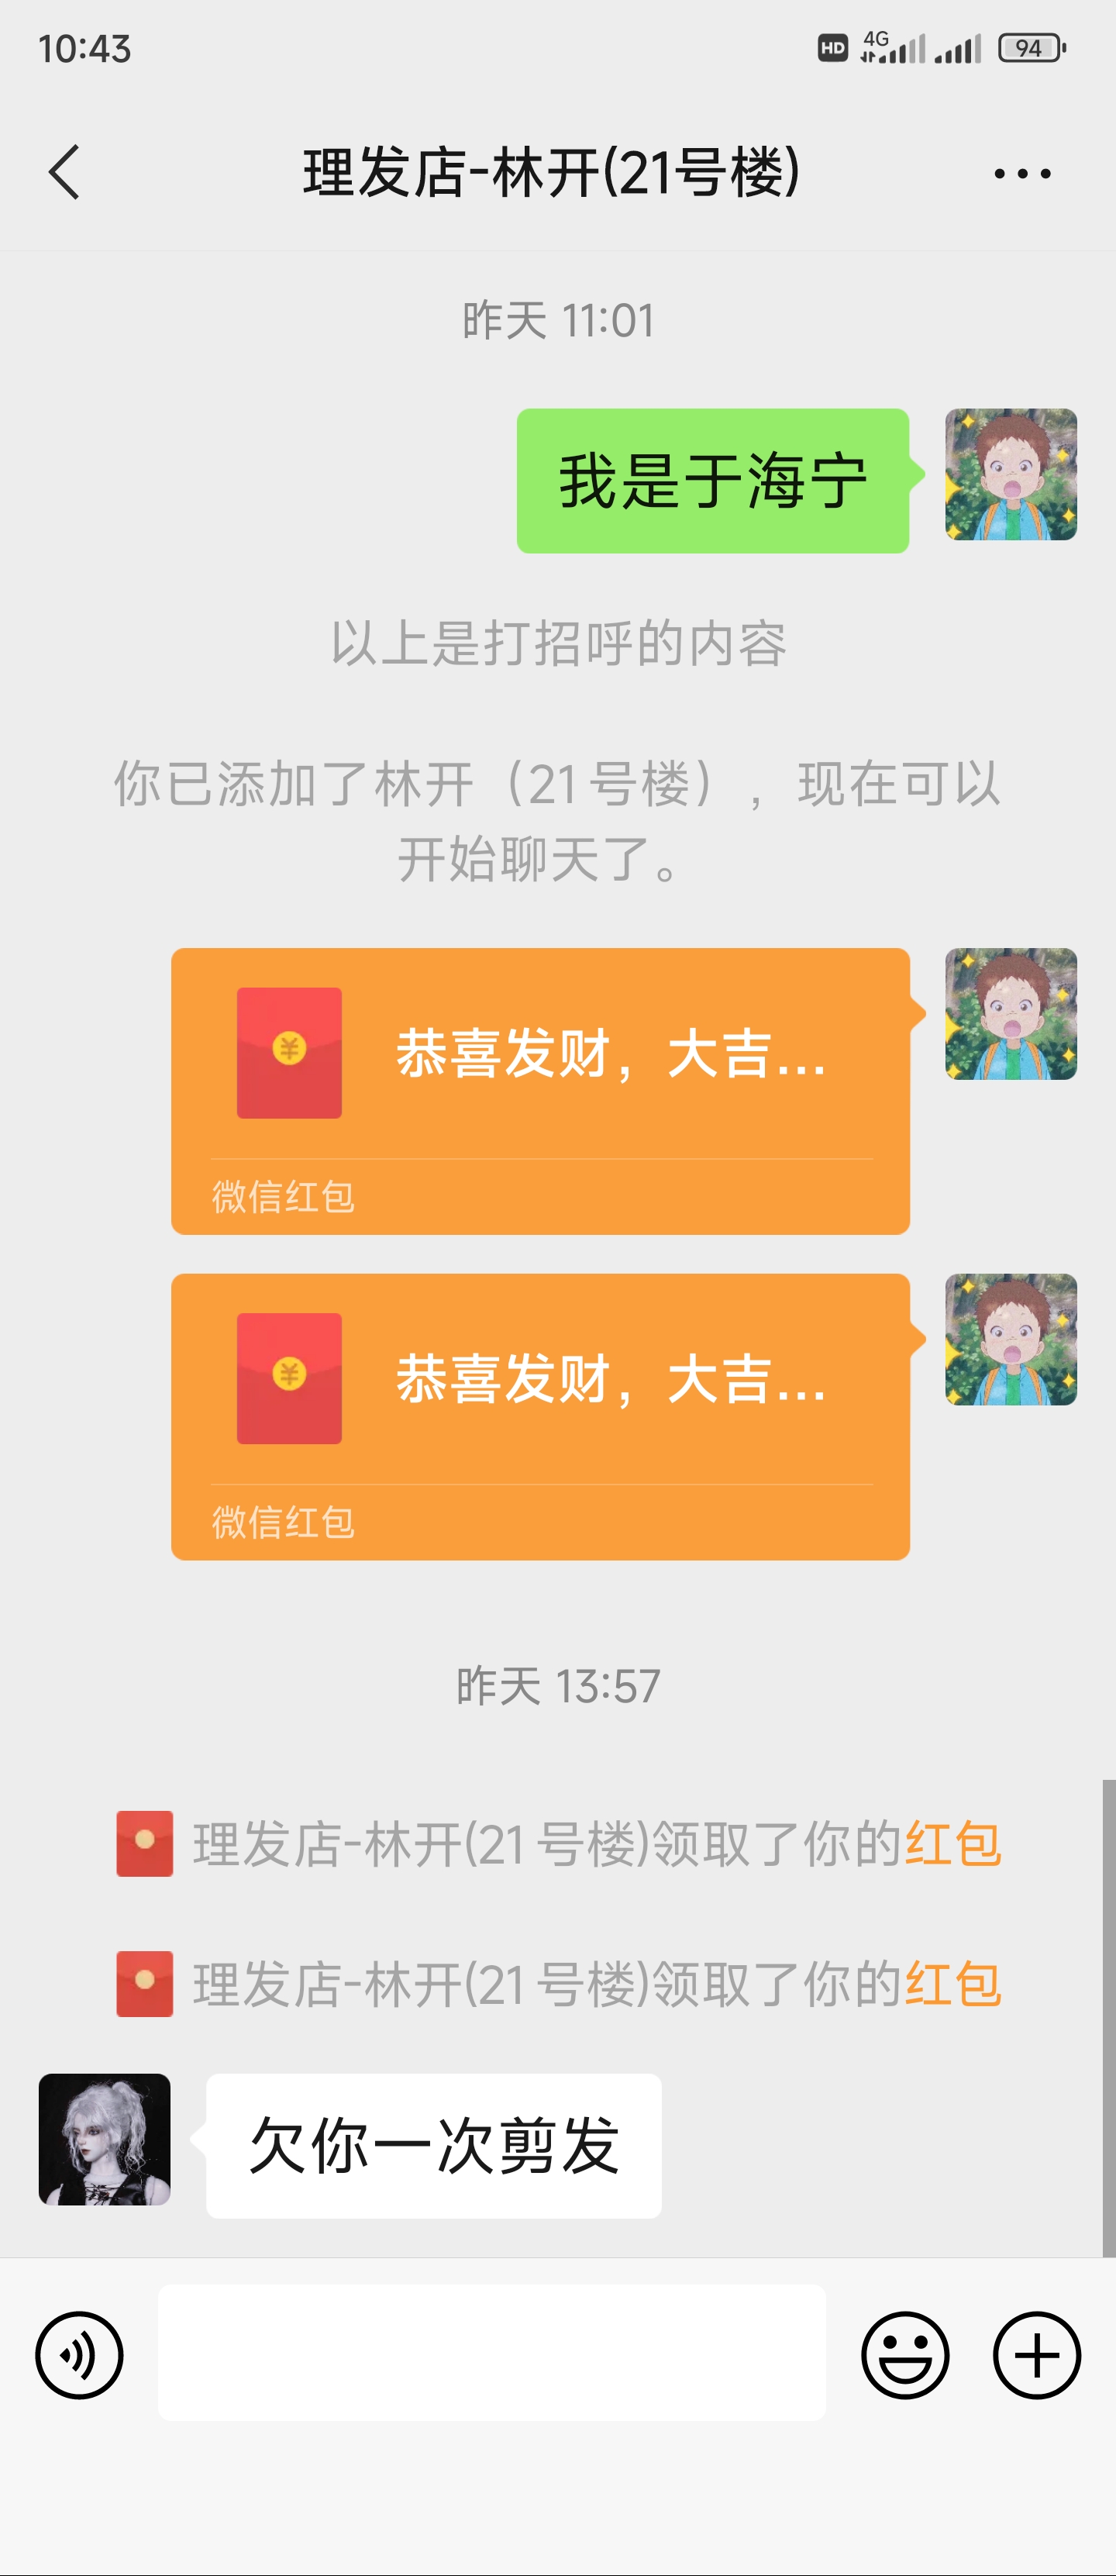 10:43
HD 4G 94
理发店-林开(21号楼)
昨天 11:01
我是于海宁
以上是打招呼的内容
你已添加了林开（21号楼），现在可以
开始聊天了。
恭喜发财，大吉...
微信红包
恭喜发财，大吉...
微信红包
昨天 13:57
理发店-林开(21号楼)领取了你的红包
理发店-林开(21号楼)领取了你的红包
欠你一次剪发